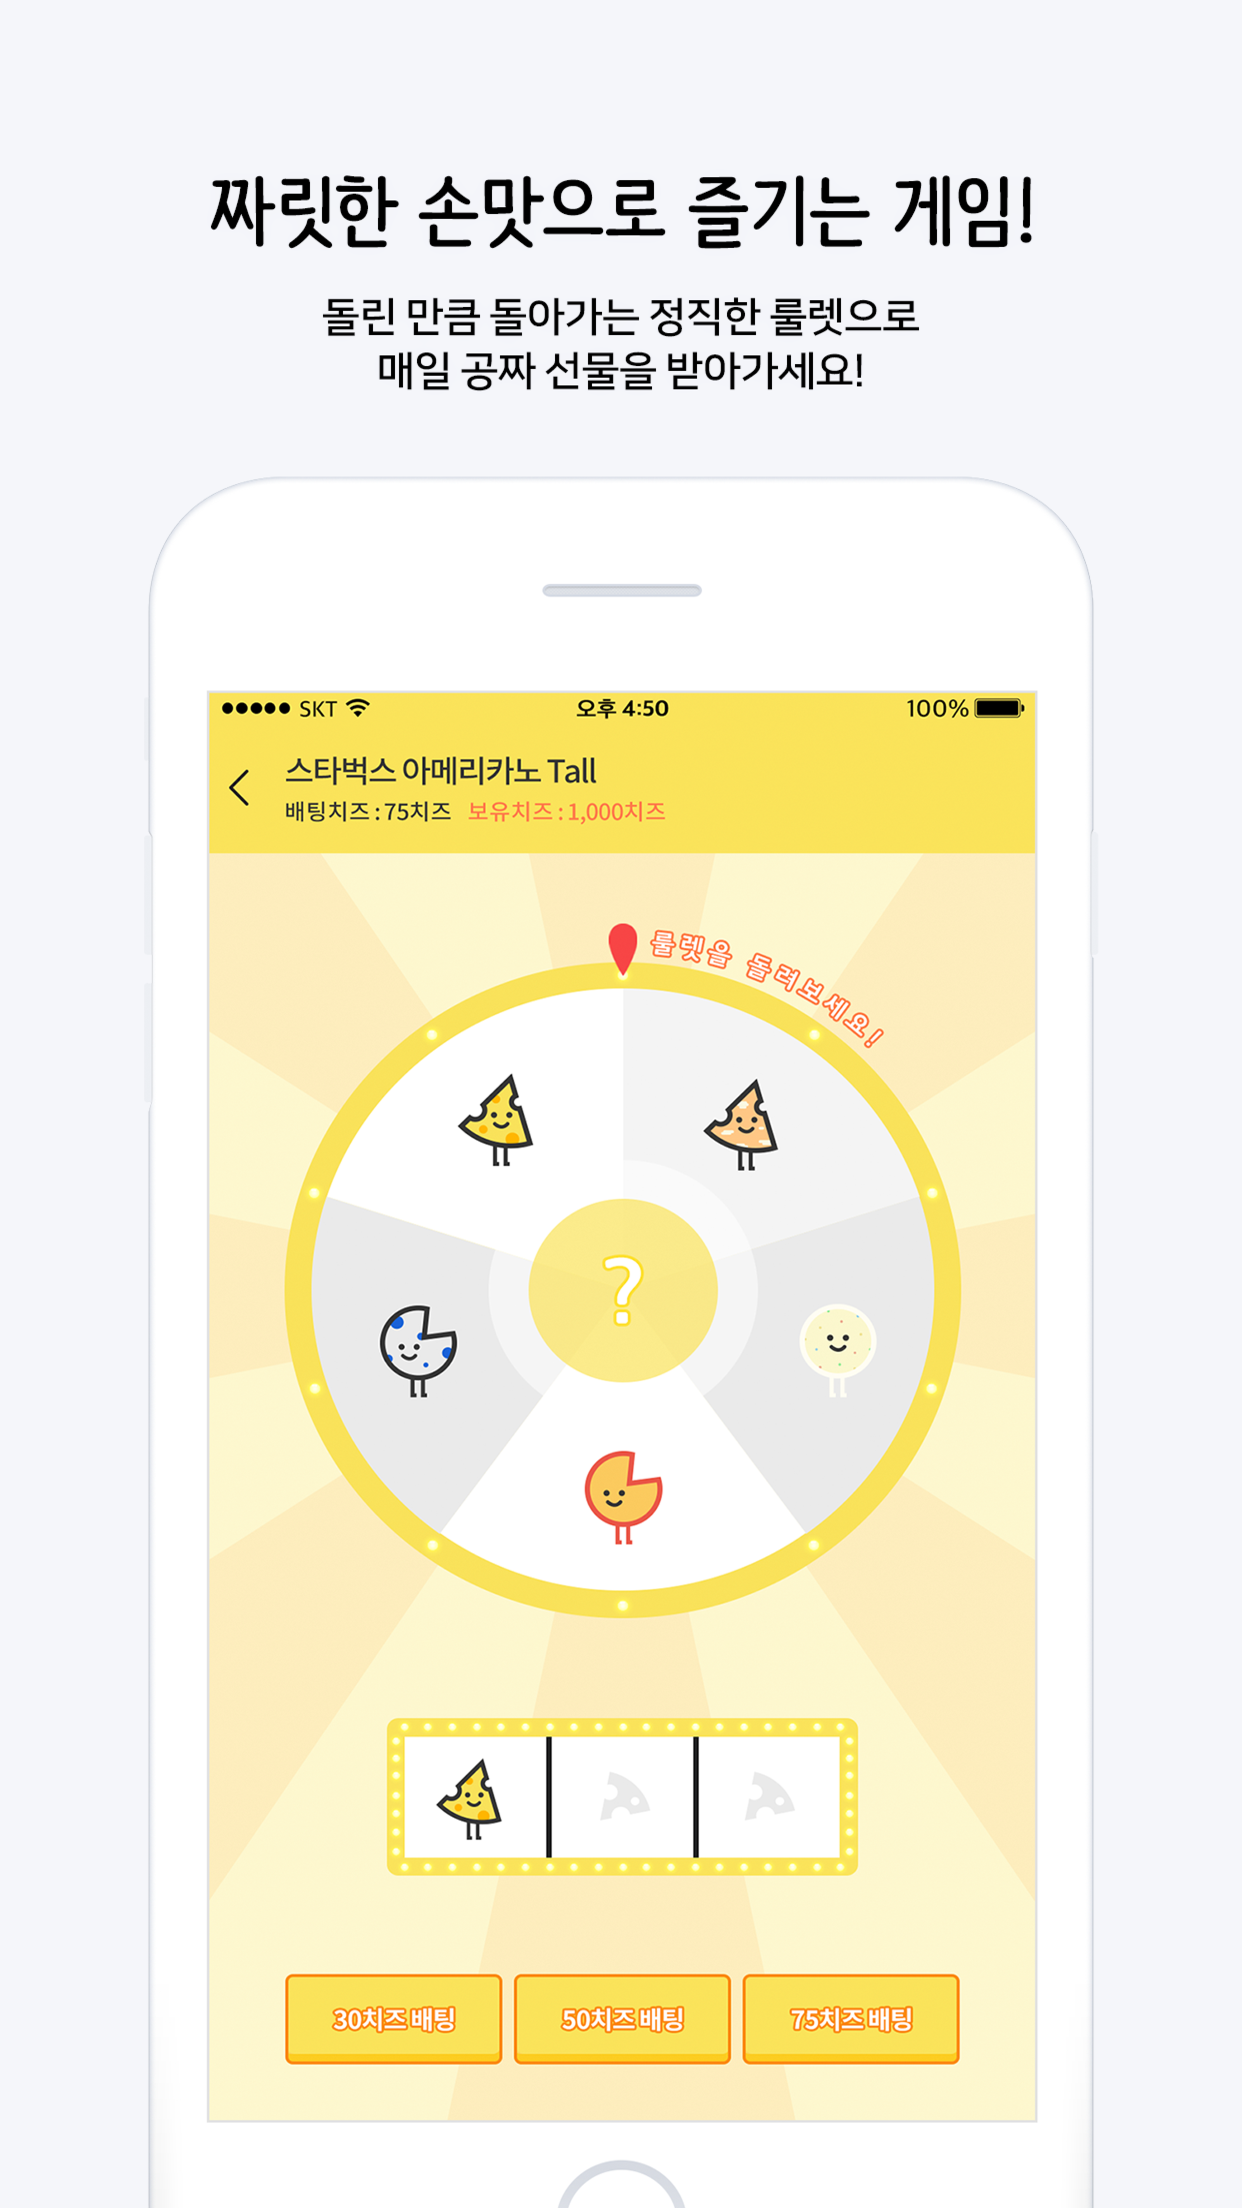 짜릿한 손맛으로 즐기는 게임!
돌린 만큼 돌아가는 정직한 룰렛으로
매일 공짜 선물을 받아가세요!
SKT 오후 4:50 100%
스타벅스 아메리카노 Tall
배팅치즈 : 75치즈 보유치즈 : 1,000치즈
룰렛을 돌려보세요!
?
30치즈 배팅 50치즈 배팅 75치즈 배팅